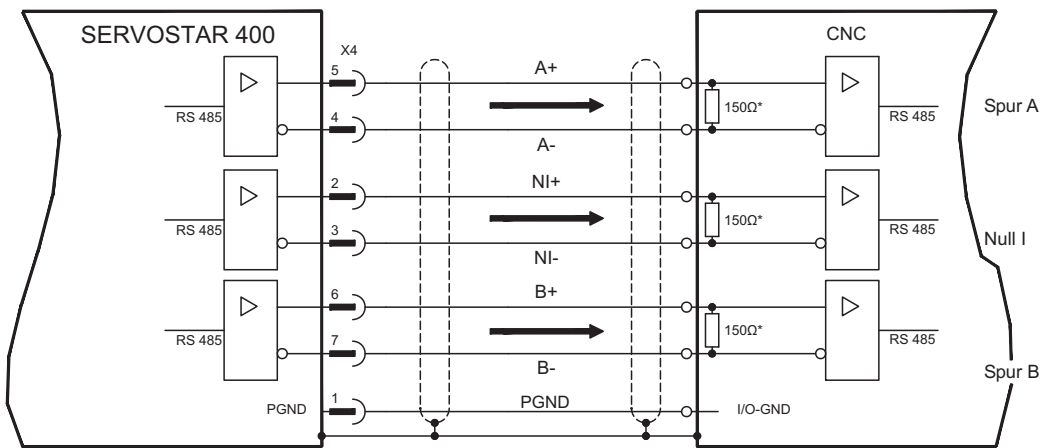 SERVOSTAR 400
X4
CNC
5
A+
RS 485
150Ω*
RS 485
Spur A
4
A-
2
NI+
RS 485
150Ω*
RS 485
Null I
3
NI-
6
B+
RS 485
150Ω*
RS 485
7
B-
Spur B
PGND
1
PGND
I/O-GND